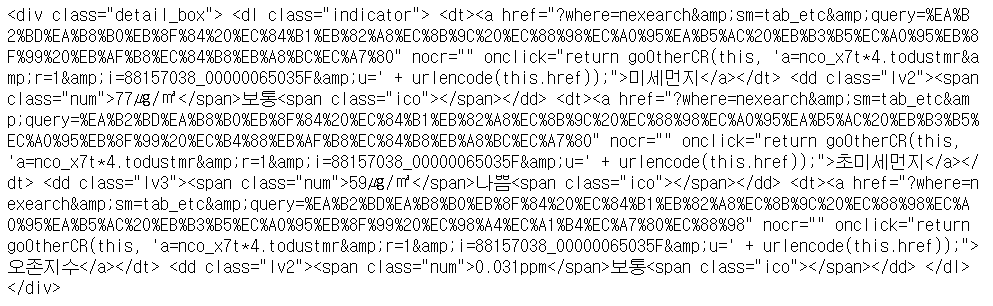 <div class="detail_box"> <dl class="indicator"> <dt><a href="?where=nexearch&amp;sm=tab_etc&amp;query=%EA%B
2%BD%EA%B8%B0%EB%8F%84%20%EC%84%B1%EB%82%A8%EC%8B%9C%20%EC%88%98%EC%A0%95%EA%B5%AC%20%EB%B3%B5%EC%A0%95%EB%8
F%99%20%EB%AF%B8%EC%84%B8%EB%A8%BC%EC%A7%80" nocr="" onclick="return goOtherCR(this, 'a=nco_x7t*4.todustmr&a
mp;r=1&amp;i=88157038_00000065035F&amp;u=' + urlencode(this.href));">미세먼지</a></dt> <dd class="lv2"><span
class="num">77㎍/㎥</span>보통<span class="ico"></span></dd> <dt><a href="?where=nexearch&amp;sm=tab_etc&am
p;query=%EA%B2%BD%EA%B8%B0%EB%8F%84%20%EC%84%B1%EB%82%A8%EC%8B%9C%20%EC%88%98%EC%A0%95%EA%B5%AC%20%EB%B3%B5%
EC%A0%95%EB%8F%99%20%EC%B4%88%EB%AF%B8%EC%84%B8%EB%A8%BC%EC%A7%80" nocr="" onclick="return goOtherCR(this,
'a=nco_x7t*4.todustmr&amp;r=1&amp;i=88157038_00000065035F&amp;u=' + urlencode(this.href));">초미세먼지</a></
dt> <dd class="lv3"><span class="num">59㎍/㎥</span>나쁨<span class="ico"></span></dd> <dt><a href="?where=n
exearch&amp;sm=tab_etc&amp;query=%EA%B2%BD%EA%B8%B0%EB%8F%84%20%EC%84%B1%EB%82%A8%EC%8B%9C%20%EC%88%98%EC%A
0%95%EA%B5%AC%20%EB%B3%B5%EC%A0%95%EB%8F%99%20%EC%98%A4%EC%A1%B4%EC%A7%80%EC%88%98" nocr="" onclick="return
goOtherCR(this, 'a=nco_x7t*4.todustmr&amp;r=1&amp;i=88157038_00000065035F&amp;u=' + urlencode(this.href));">
오존지수</a></dt> <dd class="lv2"><span class="num">0.031ppm</span>보통<span class="ico"></span></dd> </dl>
</div>